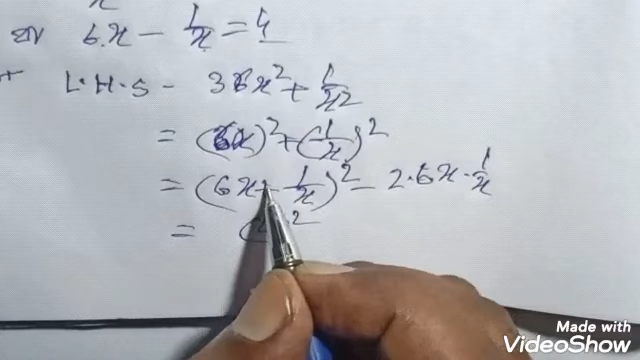 বা 6x - 1/x = 4
L.H.S - 36x² + 1/x²
= (6x)² + (1/x)²
= (6x - 1/x)² - 2·6x·1/x
= ( ²
Made with
VideoShow